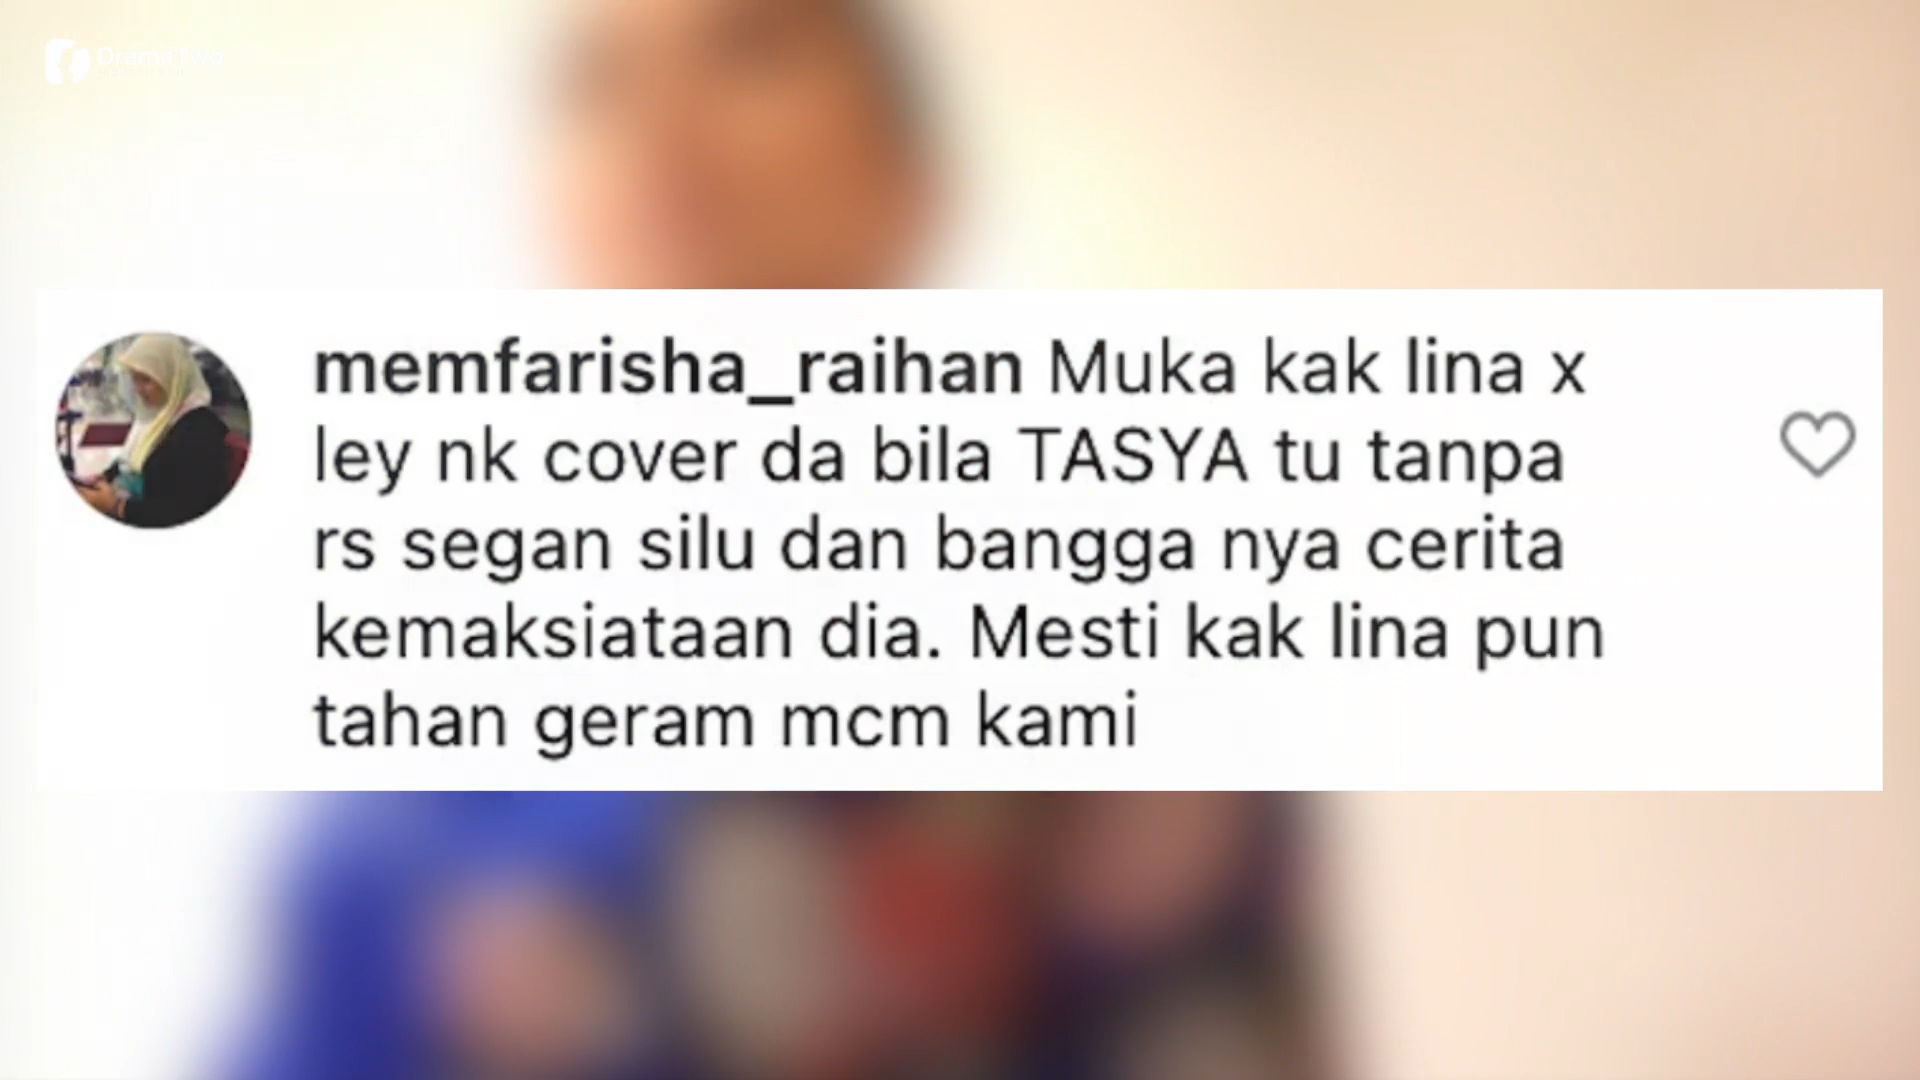 memfarisha_raihan Muka kak lina x
ley nk cover da bila TASYA tu tanpa
rs segan silu dan bangga nya cerita
kemaksiataan dia. Mesti kak lina pun
tahan geram mcm kami